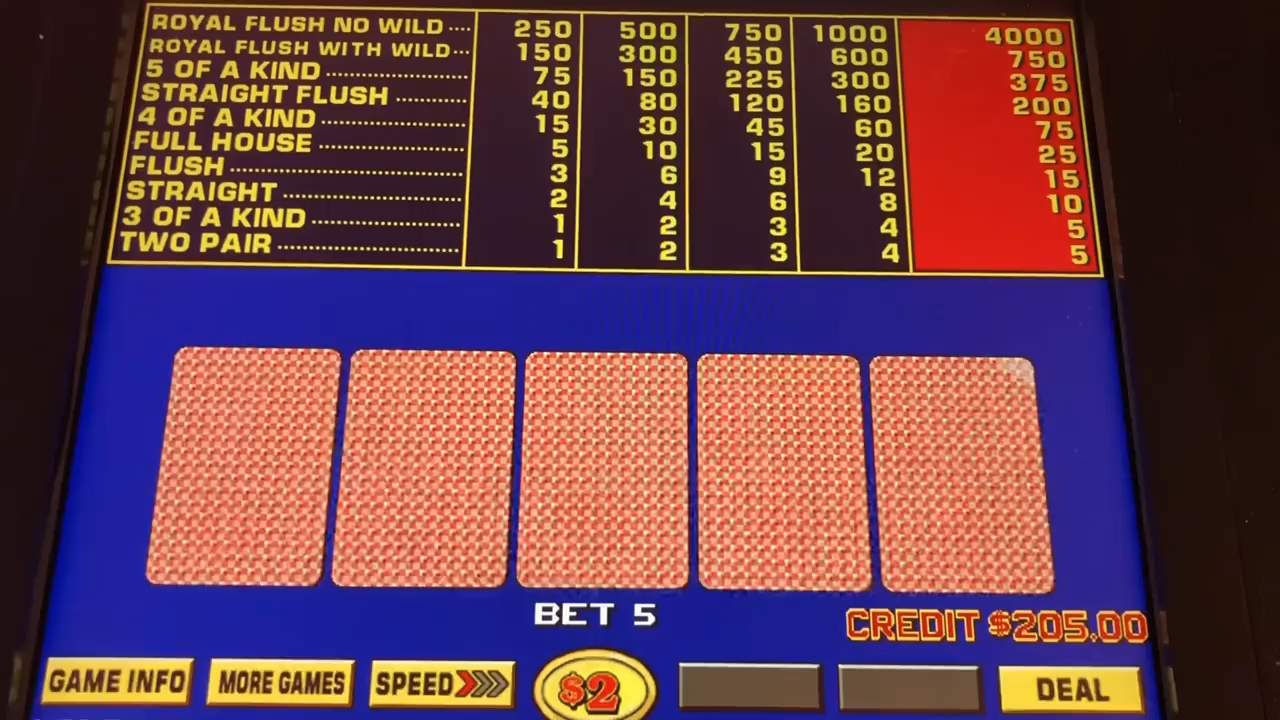 ROYAL FLUSH NO WILD .... 250 500 750 1000 4000
ROYAL FLUSH WITH WILD... 150 300 450 600 750
5 OF A KIND ........................ 75 150 225 300 375
STRAIGHT FLUSH ............ 40 80 120 160 200
4 OF A KIND ......................... 15 30 45 60 75
FULL HOUSE ......................... 5 10 15 20 25
FLUSH ........................................ 3 6 9 12 15
STRAIGHT ............................... 2 4 6 8 10
3 OF A KIND .......................... 1 2 3 4 5
TWO PAIR ................................ 1 2 3 4 5
BET 5
CREDIT $205.00
GAME INFO MORE GAMES SPEED $2 DEAL